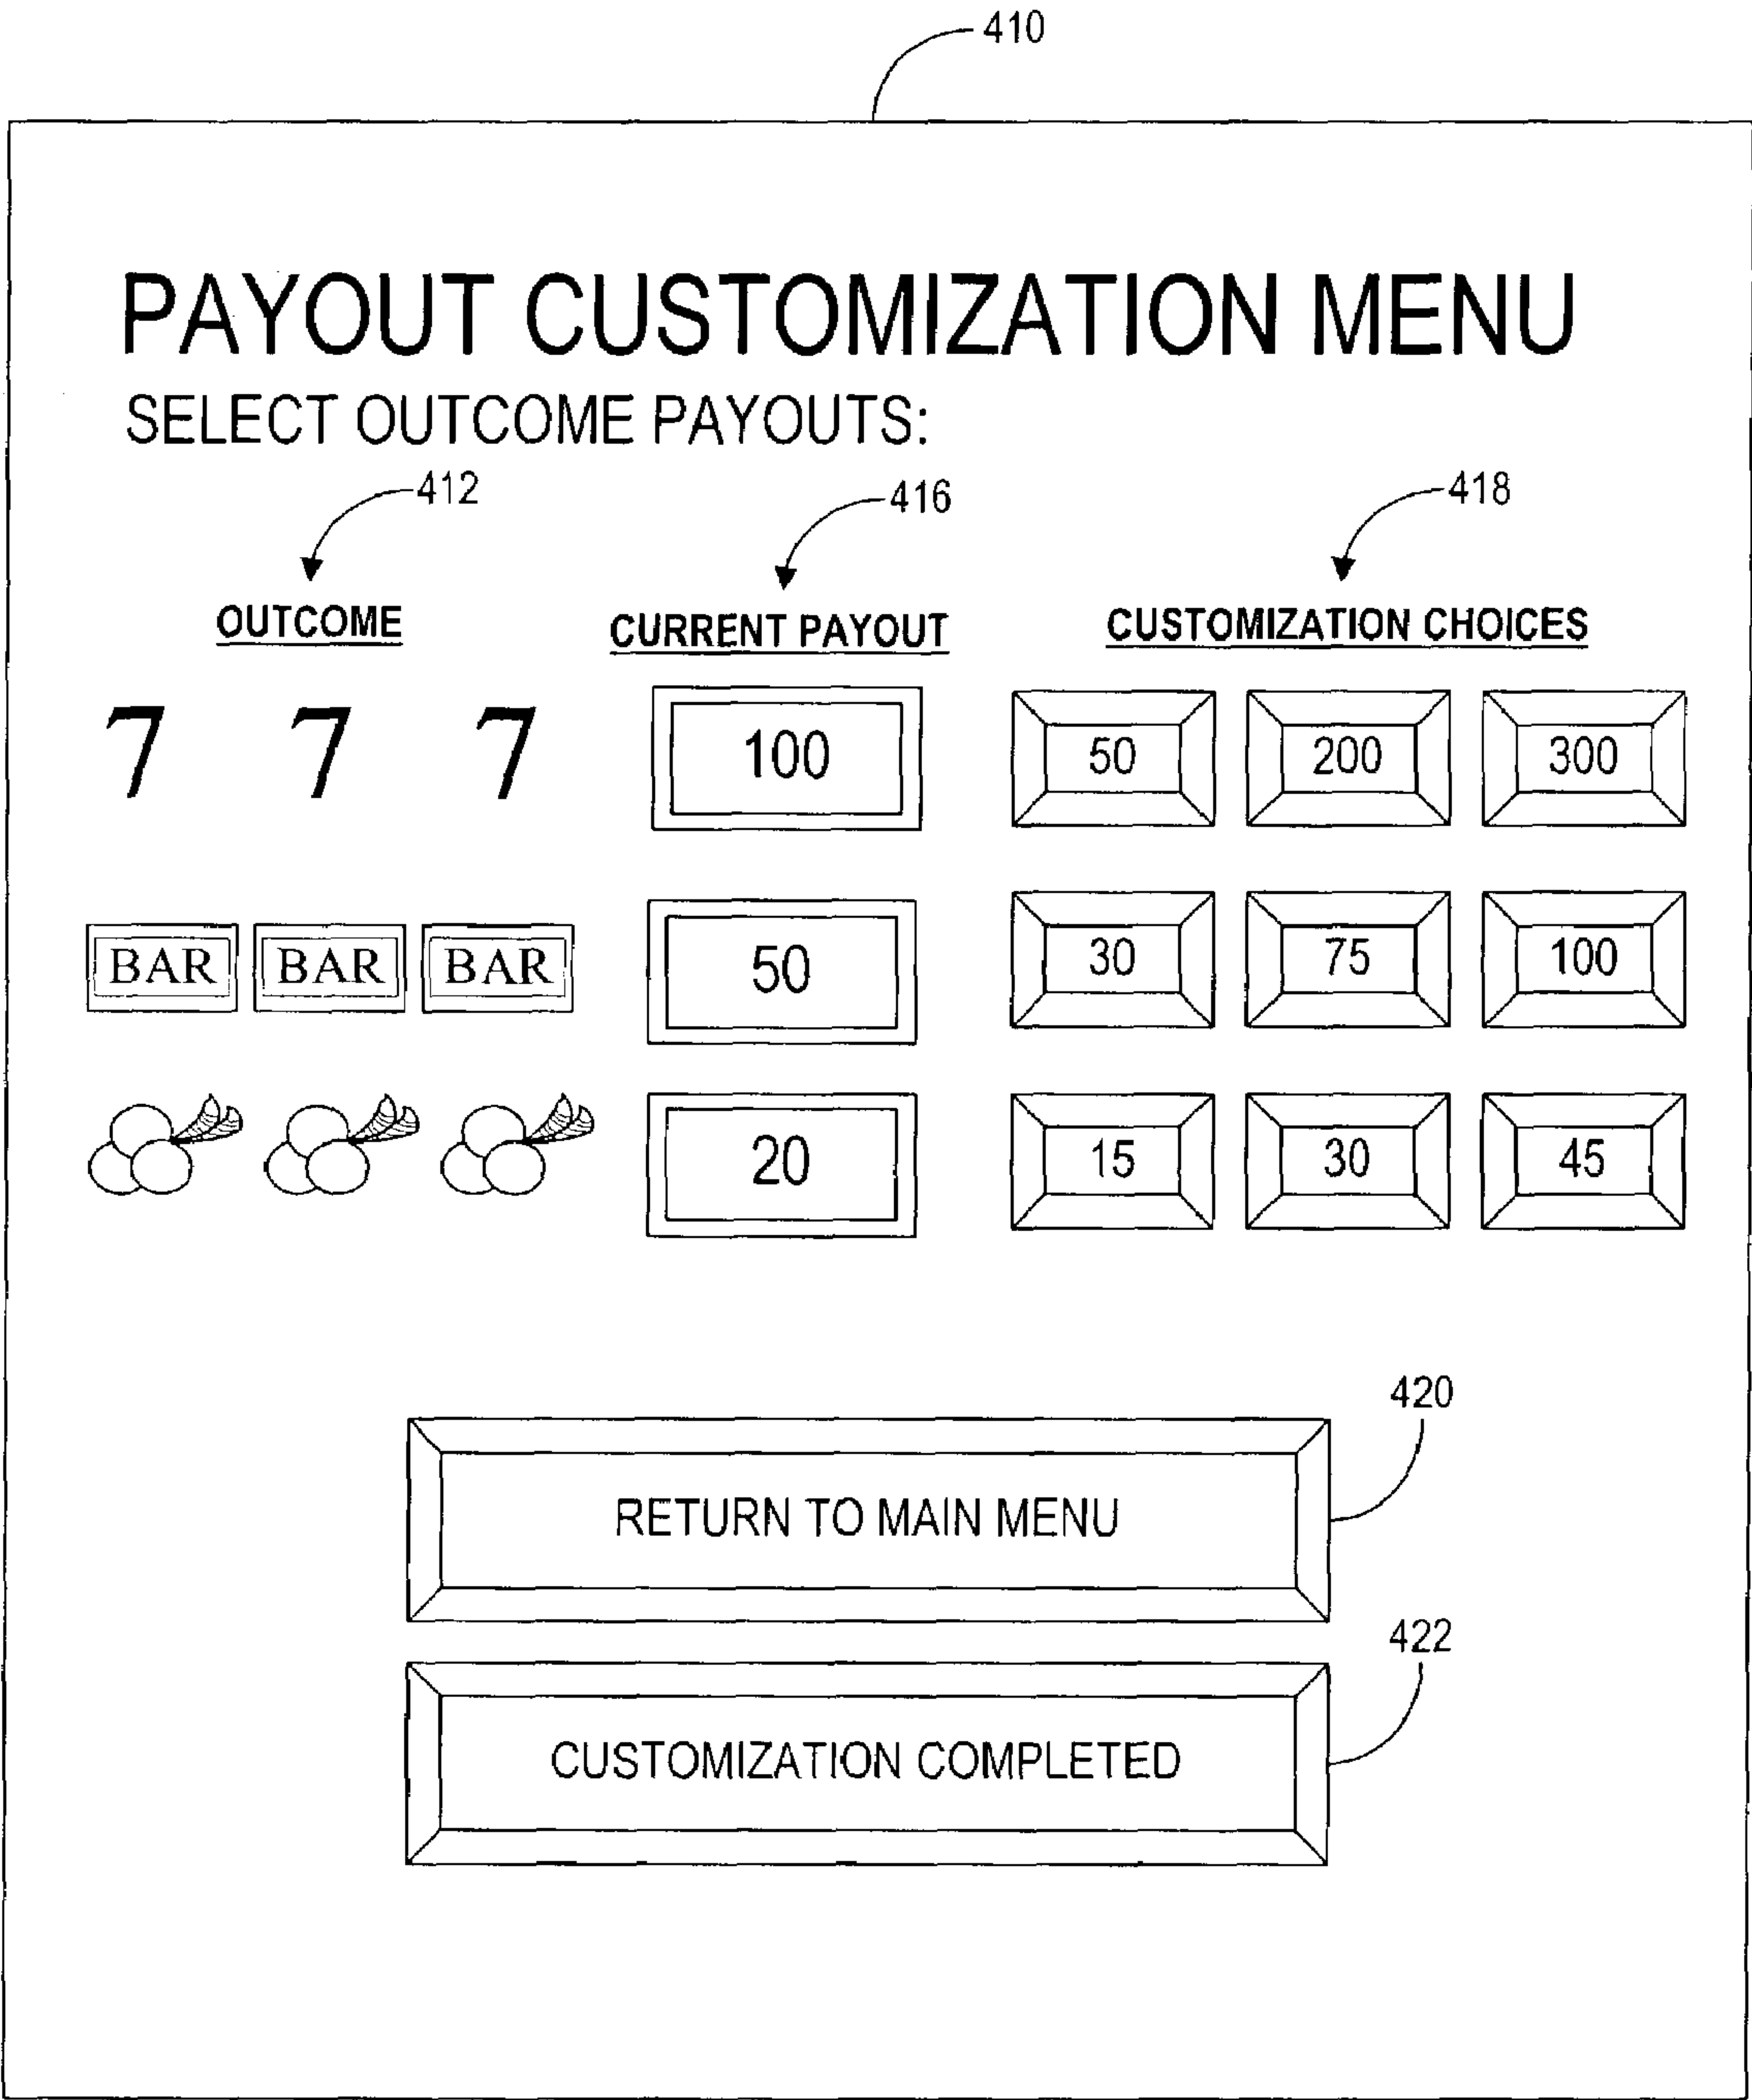 410
PAYOUT CUSTOMIZATION MENU
SELECT OUTCOME PAYOUTS:
412 416 418
OUTCOME CURRENT PAYOUT CUSTOMIZATION CHOICES
7 7 7 100 50 200 300
BAR BAR BAR 50 30 75 100
20 15 30 45
420
RETURN TO MAIN MENU
422
CUSTOMIZATION COMPLETED